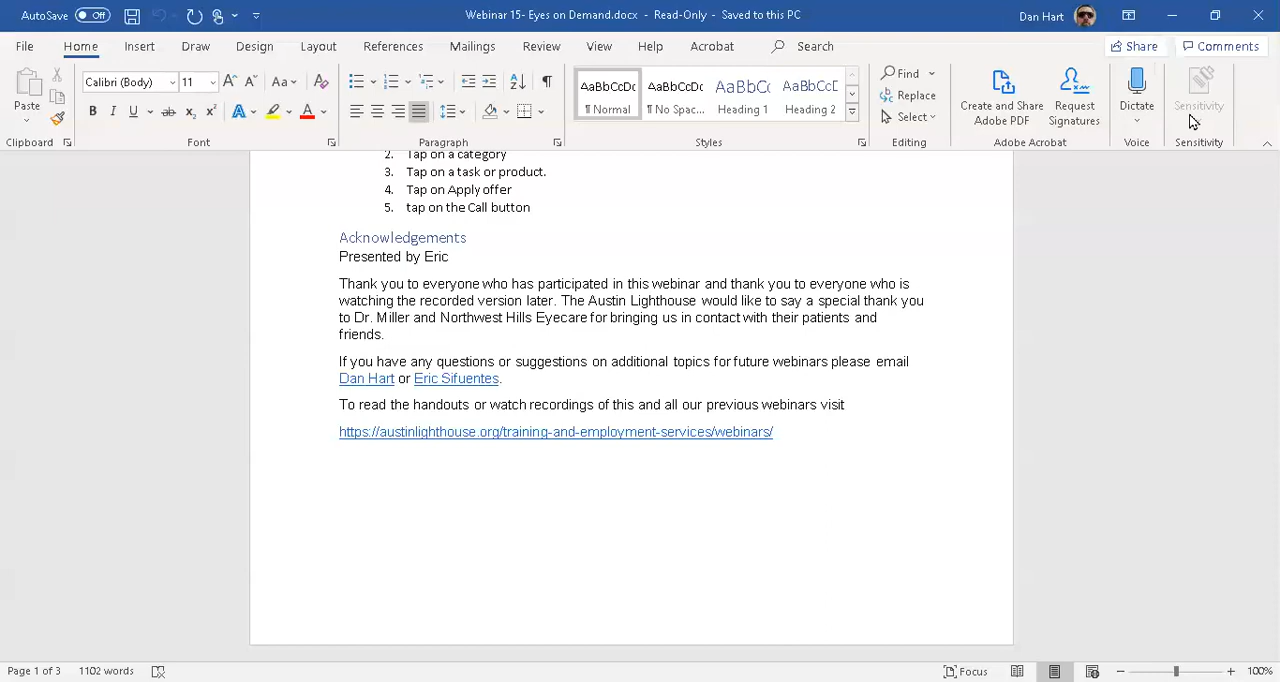 AutoSave Off
Webinar 15- Eyes on Demand.docx - Read-Only - Saved to this PC
Dan Hart
File Home Insert Draw Design Layout References Mailings Review View Help Acrobat Search
Share Comments
Paste
Calibri (Body) 11 Aa
B I U ab x2 x2 A A
AaBbCcDc AaBbCcDc AaBbCc AaBbCcD
¶ Normal ¶ No Spac... Heading 1 Heading 2
Find
Replace
Select
Create and Share Adobe PDF
Request Signatures
Dictate
Sensitivity
Clipboard Font Paragraph Styles Editing Adobe Acrobat Voice Sensitivity
2. Tap on a category
3. Tap on a task or product.
4. Tap on Apply offer
5. tap on the Call button
Acknowledgements
Presented by Eric
Thank you to everyone who has participated in this webinar and thank you to everyone who is
watching the recorded version later. The Austin Lighthouse would like to say a special thank you
to Dr. Miller and Northwest Hills Eyecare for bringing us in contact with their patients and
friends.
If you have any questions or suggestions on additional topics for future webinars please email
Dan Hart or Eric Sifuentes.
To read the handouts or watch recordings of this and all our previous webinars visit
https://austinlighthouse.org/training-and-employment-services/webinars/
Page 1 of 3 1102 words Focus 100%